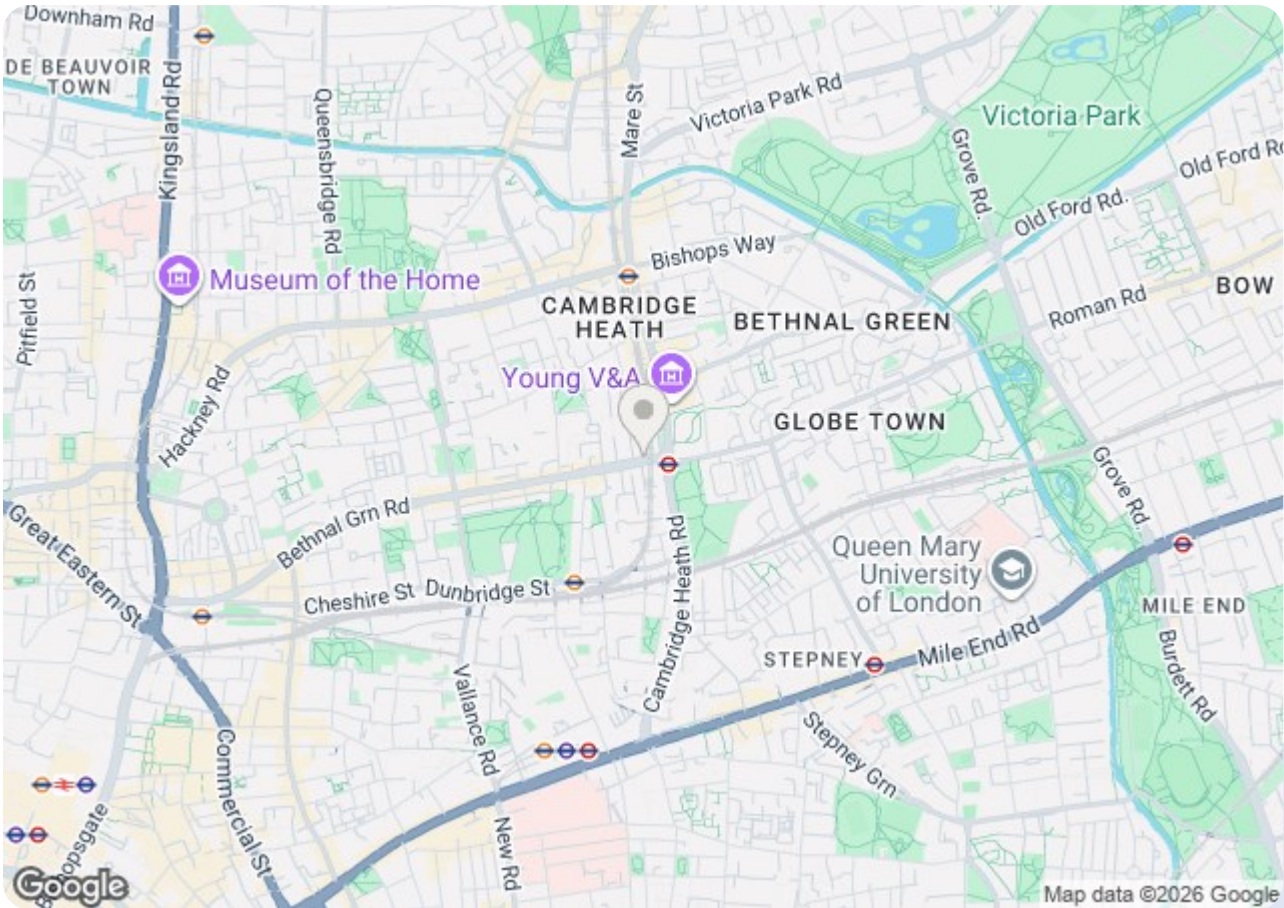 Downham Rd
DE BEAUVOIR
TOWN
Kingsland Rd
Queensbridge Rd
Mare St
Victoria Park Rd
Victoria Park
Grove Rd.
Old Ford Rd.
Old Ford Rd
Museum of the Home
Bishops Way
CAMBRIDGE
HEATH
BETHNAL GREEN
Roman Rd
BOW
Pitfield St
Hackney Rd
Young V&A
GLOBE TOWN
Grove Rd.
Great Eastern St
Bethnal Grn Rd
Cheshire St
Dunbridge St
Cambridge Heath Rd
Queen Mary
University
of London
MILE END
STEPNEY
Mile End Rd
Burdett Rd
Vallance Rd
Commercial St
Stepney Grn
New Rd
Google
Map data ©2026 Google